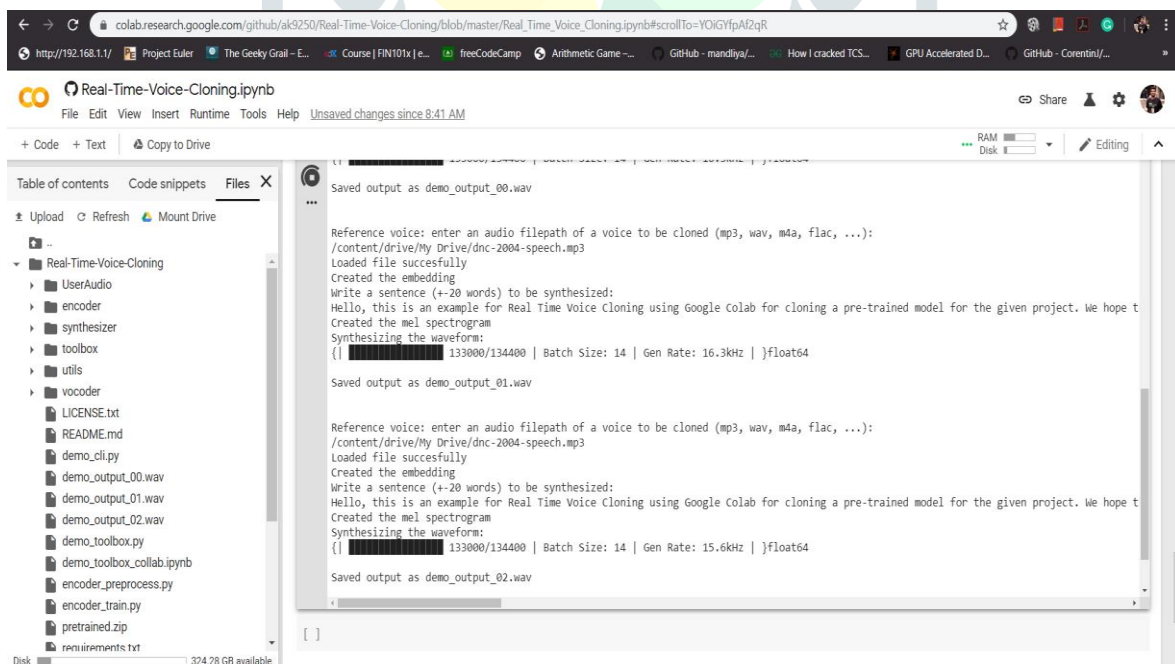 colab.research.google.com/github/ak9250/Real-Time-Voice-Cloning/blob/master/Real_Time_Voice_Cloning.ipynb#scrollTo=YOiGYfpAf2qR
http://192.168.1.1/ Project Euler The Geeky Grail – E... Course | FIN101x | e... freeCodeCamp Arithmetic Game –... GitHub - mandliya/... How I cracked TCS... GPU Accelerated D... GitHub - CorentinJ/... »
CO Real-Time-Voice-Cloning.ipynb
File Edit View Insert Runtime Tools Help Unsaved changes since 8:41 AM
Share
+ Code + Text Copy to Drive
RAM
Disk
Editing
Table of contents Code snippets Files X
Upload Refresh Mount Drive
..
Real-Time-Voice-Cloning
UserAudio
encoder
synthesizer
toolbox
utils
vocoder
LICENSE.txt
README.md
demo_cli.py
demo_output_00.wav
demo_output_01.wav
demo_output_02.wav
demo_toolbox.py
demo_toolbox_collab.ipynb
encoder_preprocess.py
encoder_train.py
pretrained.zip
requirements.txt
Disk 324.28 GB available
Saved output as demo_output_00.wav
Reference voice: enter an audio filepath of a voice to be cloned (mp3, wav, m4a, flac, ...):
/content/drive/My Drive/dnc-2004-speech.mp3
Loaded file succesfully
Created the embedding
Write a sentence (+-20 words) to be synthesized:
Hello, this is an example for Real Time Voice Cloning using Google Colab for cloning a pre-trained model for the given project. We hope t
Created the mel spectrogram
Synthesizing the waveform:
{| ████████████████ 133000/134400 | Batch Size: 14 | Gen Rate: 16.3kHz | }float64
Saved output as demo_output_01.wav
Reference voice: enter an audio filepath of a voice to be cloned (mp3, wav, m4a, flac, ...):
/content/drive/My Drive/dnc-2004-speech.mp3
Loaded file succesfully
Created the embedding
Write a sentence (+-20 words) to be synthesized:
Hello, this is an example for Real Time Voice Cloning using Google Colab for cloning a pre-trained model for the given project. We hope t
Created the mel spectrogram
Synthesizing the waveform:
{| ████████████████ 133000/134400 | Batch Size: 14 | Gen Rate: 15.6kHz | }float64
Saved output as demo_output_02.wav
[ ]